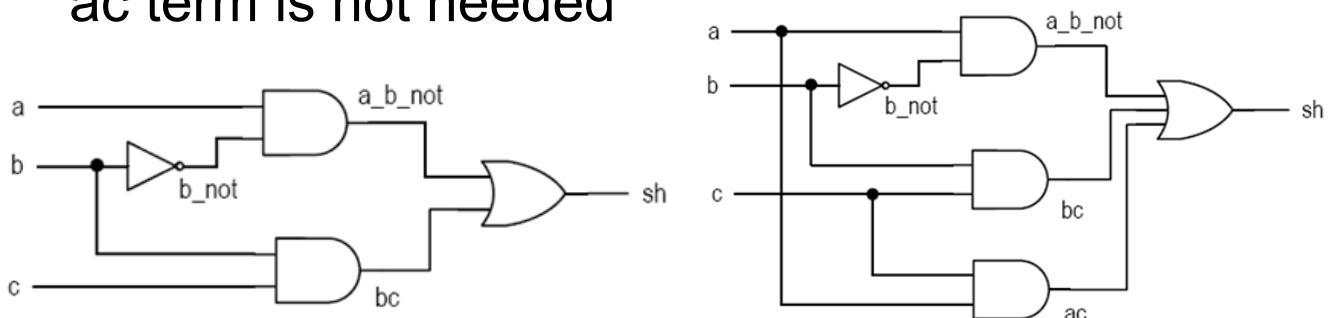 ac term is not needed
a
a_b_not
b
b_not
sh
c
bc
a
a_b_not
b
b_not
sh
c
bc
ac